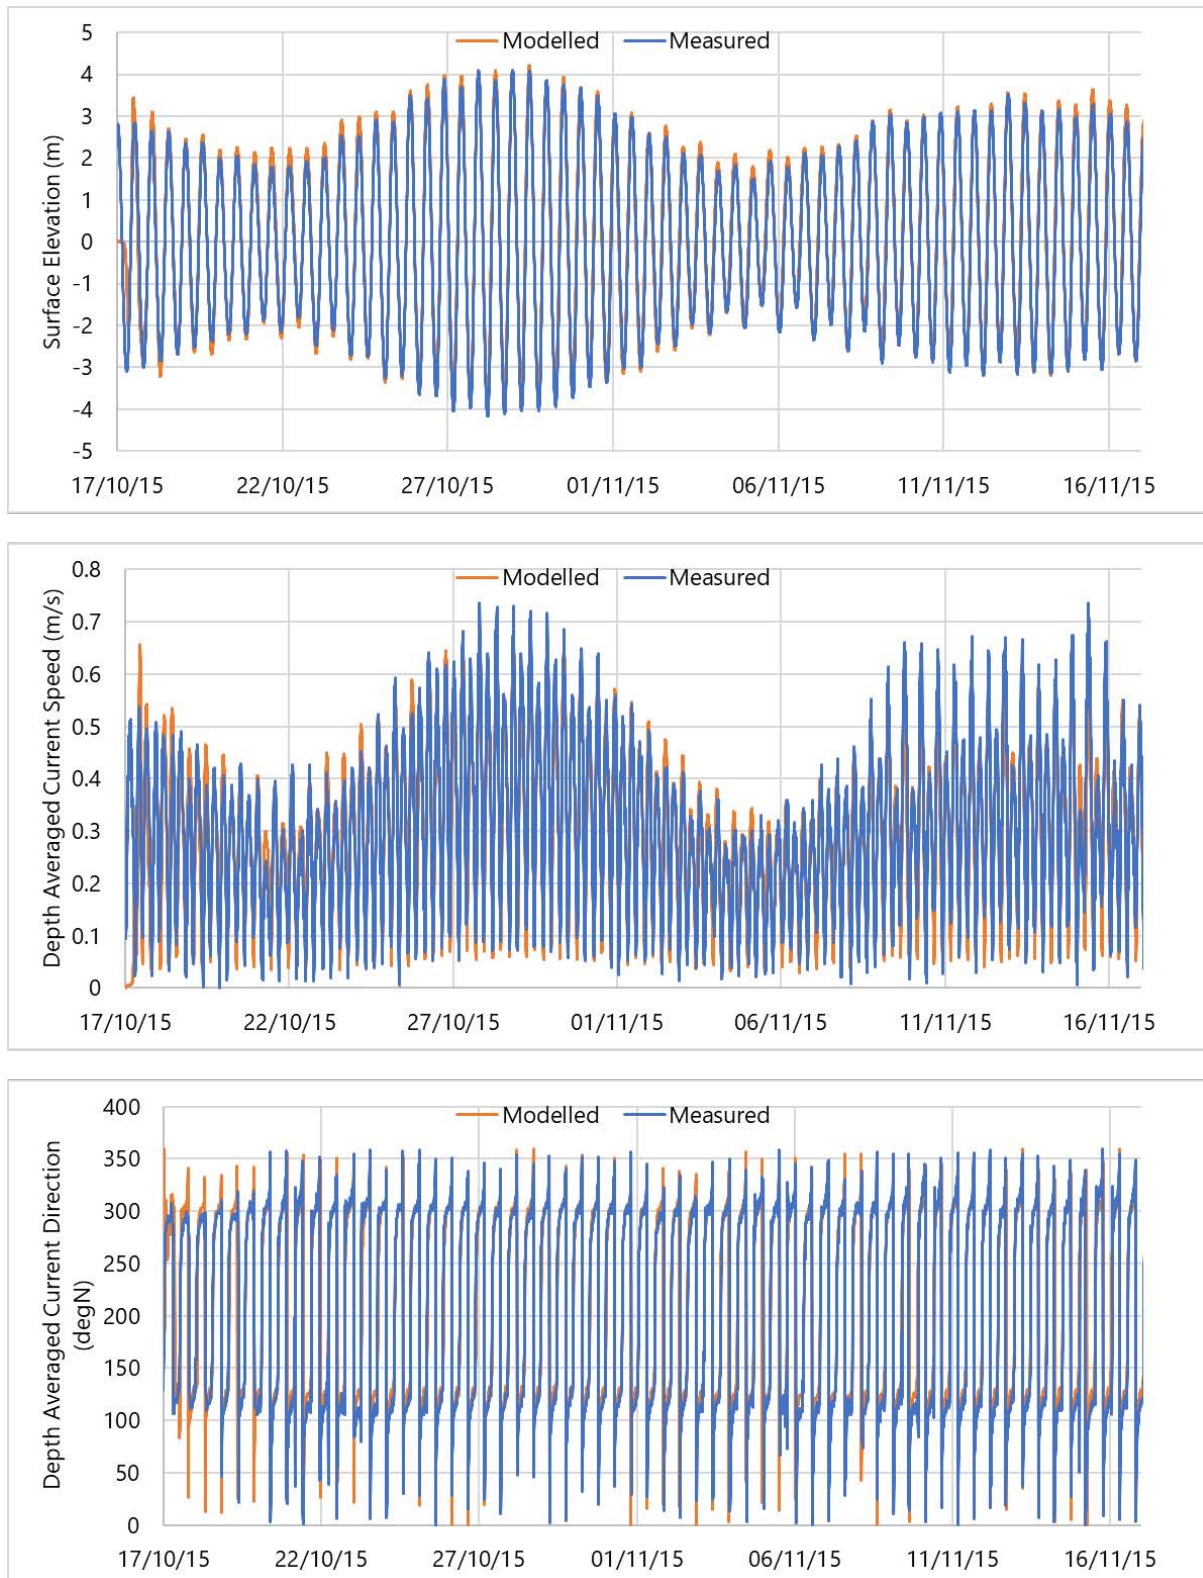 Surface Elevation (m)
Modelled Measured
5
4
3
2
1
0
-1
-2
-3
-4
-5
17/10/15 22/10/15 27/10/15 01/11/15 06/11/15 11/11/15 16/11/15
Depth Averaged Current Speed (m/s)
Modelled Measured
0.8
0.7
0.6
0.5
0.4
0.3
0.2
0.1
0
17/10/15 22/10/15 27/10/15 01/11/15 06/11/15 11/11/15 16/11/15
Depth Averaged Current Direction
(degN)
Modelled Measured
400
350
300
250
200
150
100
50
0
17/10/15 22/10/15 27/10/15 01/11/15 06/11/15 11/11/15 16/11/15